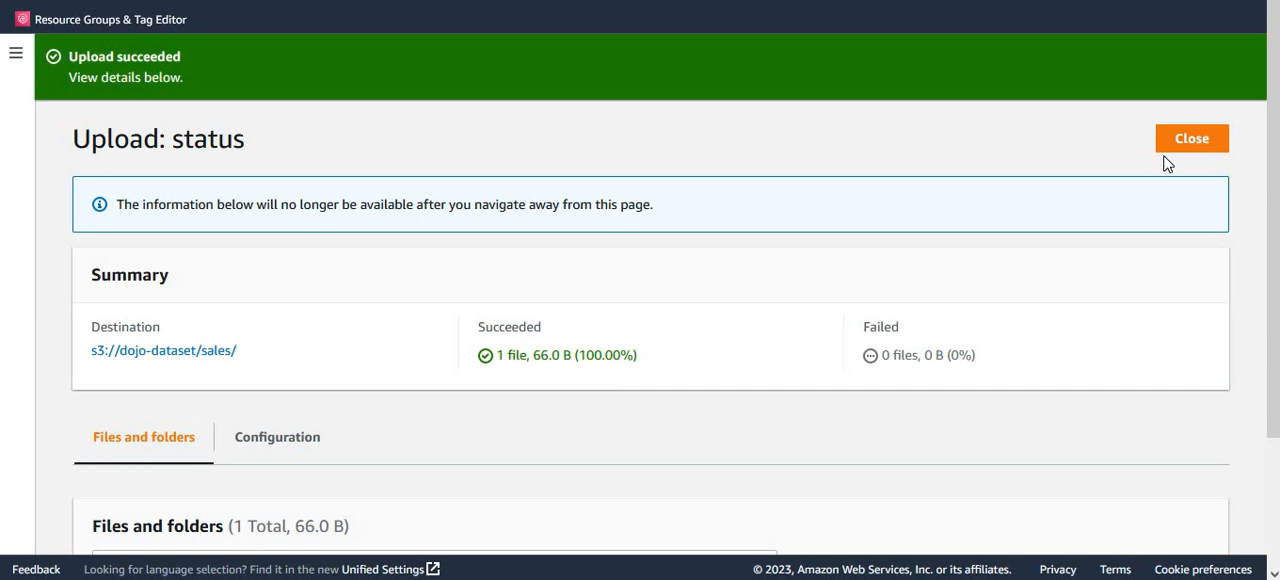 Resource Groups & Tag Editor
Upload succeeded
View details below.
Upload: status
Close
The information below will no longer be available after you navigate away from this page.
Summary
Destination
s3://dojo-dataset/sales/
Succeeded
1 file, 66.0 B (100.00%)
Failed
0 files, 0 B (0%)
Files and folders
Configuration
Files and folders (1 Total, 66.0 B)
Feedback
Looking for language selection? Find it in the new Unified Settings
© 2023, Amazon Web Services, Inc. or its affiliates.
Privacy
Terms
Cookie preferences